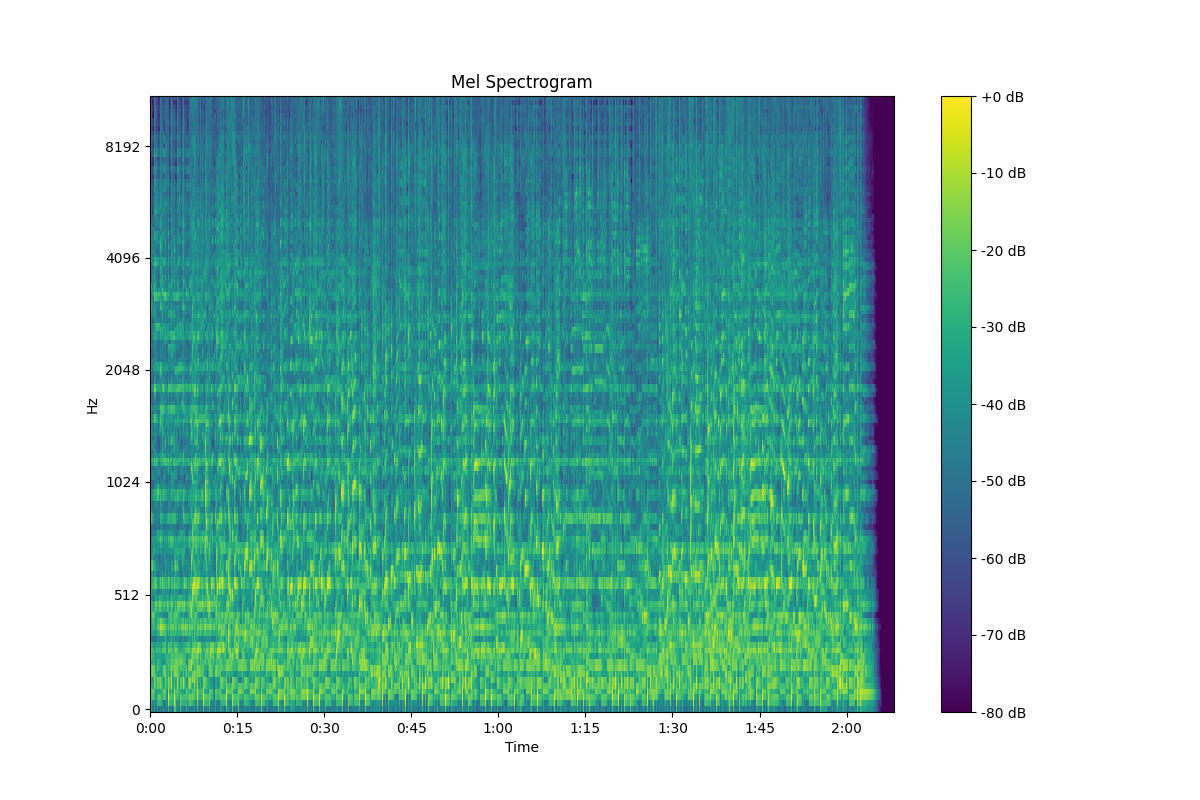 Mel Spectrogram
Hz
8192
4096
2048
1024
512
0
0:00 0:15 0:30 0:45 1:00 1:15 1:30 1:45 2:00
Time
+0 dB
-10 dB
-20 dB
-30 dB
-40 dB
-50 dB
-60 dB
-70 dB
-80 dB